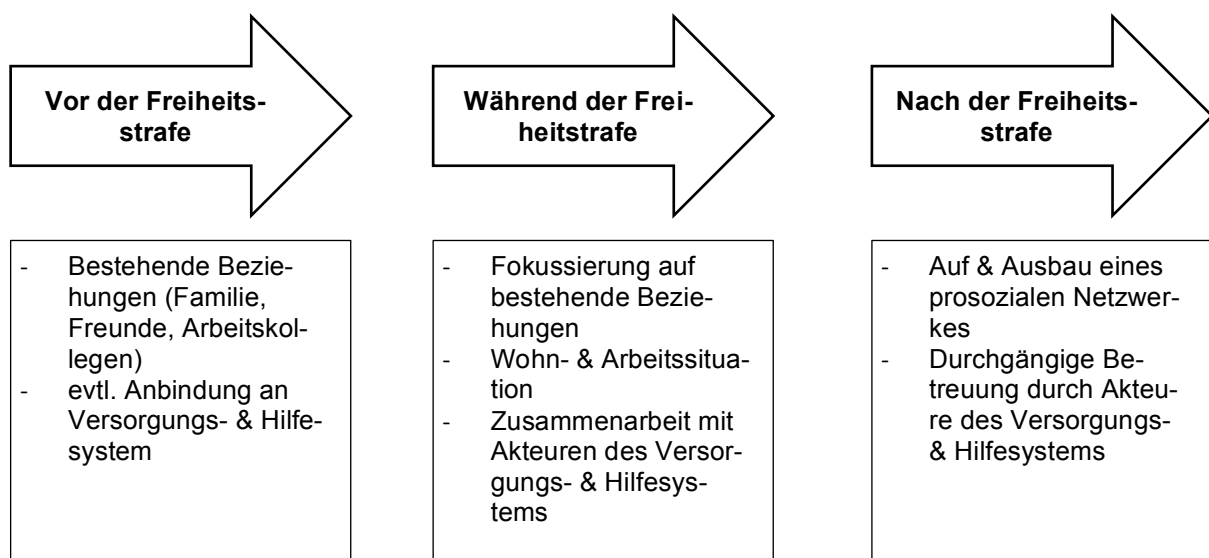 Vor der Freiheits-
strafe
- Bestehende Bezie-
hungen (Familie,
Freunde, Arbeitskol-
legen)
- evtl. Anbindung an
Versorgungs- & Hilfe-
system
Während der Frei-
heitstrafe
- Fokussierung auf
bestehende Bezie-
hungen
- Wohn- & Arbeitssitua-
tion
- Zusammenarbeit mit
Akteuren des Versor-
gungs- & Hilfesys-
tems
Nach der Freiheits-
strafe
- Auf & Ausbau eines
prosozialen Netzwer-
kes
- Durchgängige Be-
treuung durch Akteu-
re des Versorgungs-
& Hilfesystems